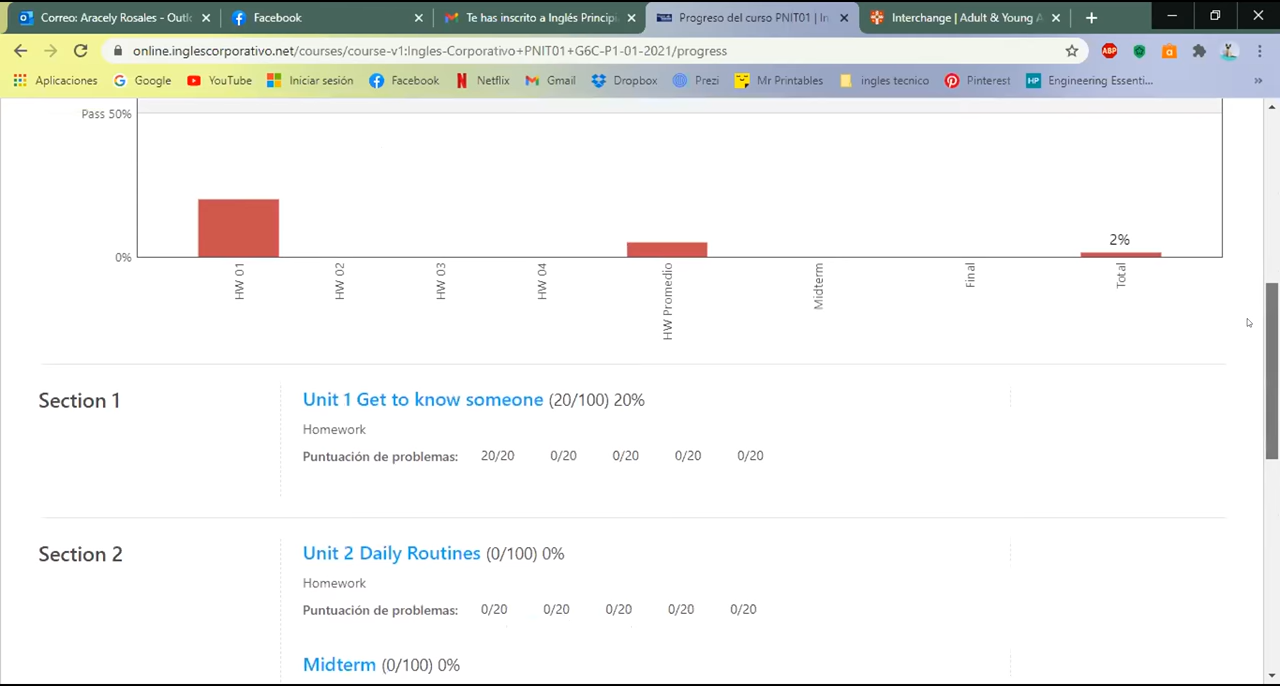 Correo: Aracely Rosales - Outlo
Facebook
Te has inscrito a Inglés Principi
Progreso del curso PNIT01 | In
Interchange | Adult & Young A
online.inglescorporativo.net/courses/course-v1:Ingles-Corporativo+PNIT01+G6C-P1-01-2021/progress
ABP
Aplicaciones
Google
YouTube
Iniciar sesión
Facebook
Netflix
Gmail
Dropbox
Prezi
Mr Printables
ingles tecnico
Pinterest
HP
Engineering Essenti...
»
Pass 50%
2%
0%
HW 01
HW 02
HW 03
HW 04
HW Promedio
Midterm
Final
Total
Section 1
Unit 1 Get to know someone (20/100) 20%
Homework
Puntuación de problemas: 20/20 0/20 0/20 0/20 0/20
Section 2
Unit 2 Daily Routines (0/100) 0%
Homework
Puntuación de problemas: 0/20 0/20 0/20 0/20 0/20
Midterm (0/100) 0%